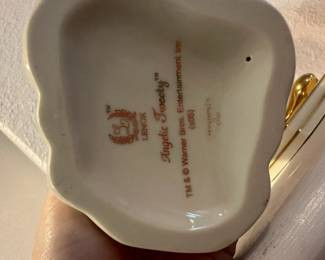 LENOX
Angelic Tweety™
TM & © Warner Bros. Entertainment Inc.
(s05)